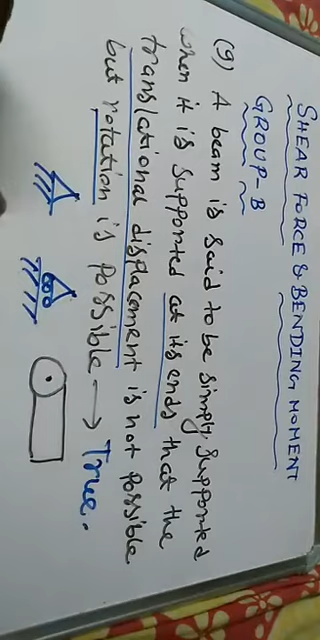 SHEAR FORCE & BENDING MOMENT
GROUP-B
(9) A beam is said to be simply supported
when it is supported at its ends that the
translational displacement is not possible
but rotation is possible → True.